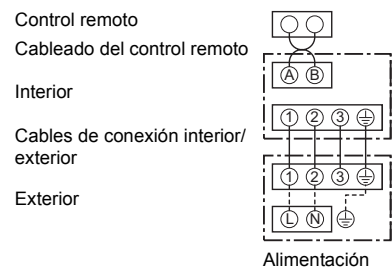 Control remoto
Cableado del control remoto
A B
Interior
1 2 3
Cables de conexión interior/
exterior
1 2 3
Exterior
L N
Alimentación